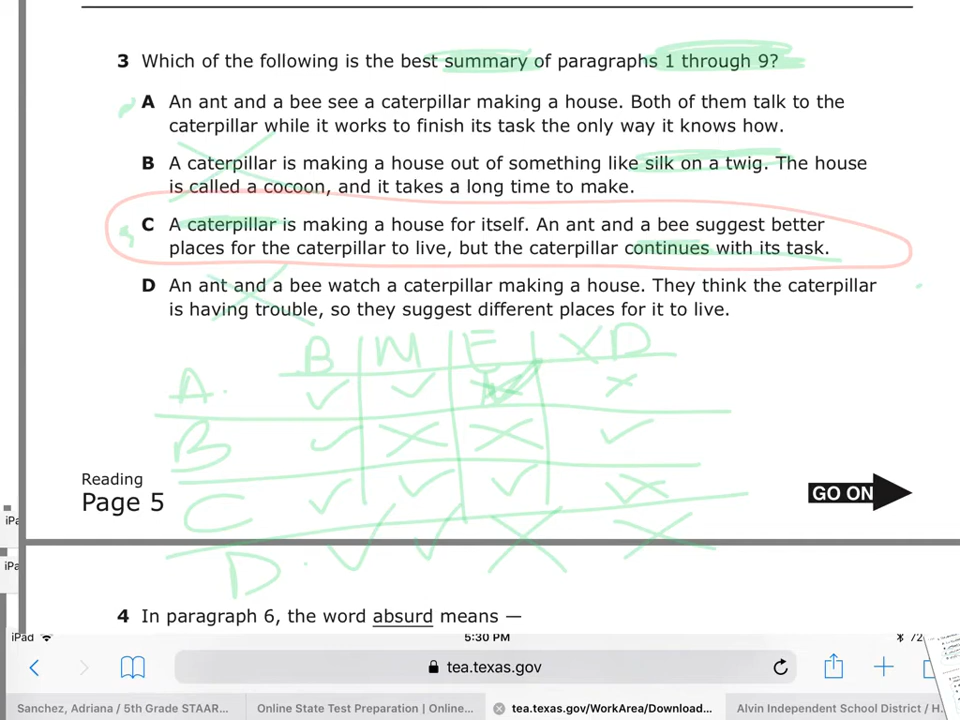 3 Which of the following is the best summary of paragraphs 1 through 9?
A An ant and a bee see a caterpillar making a house. Both of them talk to the
caterpillar while it works to finish its task the only way it knows how.
B A caterpillar is making a house out of something like silk on a twig. The house
is called a cocoon, and it takes a long time to make.
C A caterpillar is making a house for itself. An ant and a bee suggest better
places for the caterpillar to live, but the caterpillar continues with its task.
D An ant and a bee watch a caterpillar making a house. They think the caterpillar
is having trouble, so they suggest different places for it to live.
B M E XD
A. ✓ ✓ ✓ x
B ✓ X X ✓
Reading
Page 5
GO ON
C ✓ ✓ ✓ X
D. ✓ ✓ X X
iPa
iPa
4 In paragraph 6, the word absurd means —
iPad 5:30 PM 72
tea.texas.gov
Sanchez, Adriana / 5th Grade STAAR... Online State Test Preparation | Online... tea.texas.gov/WorkArea/Download... Alvin Independent School District / H...